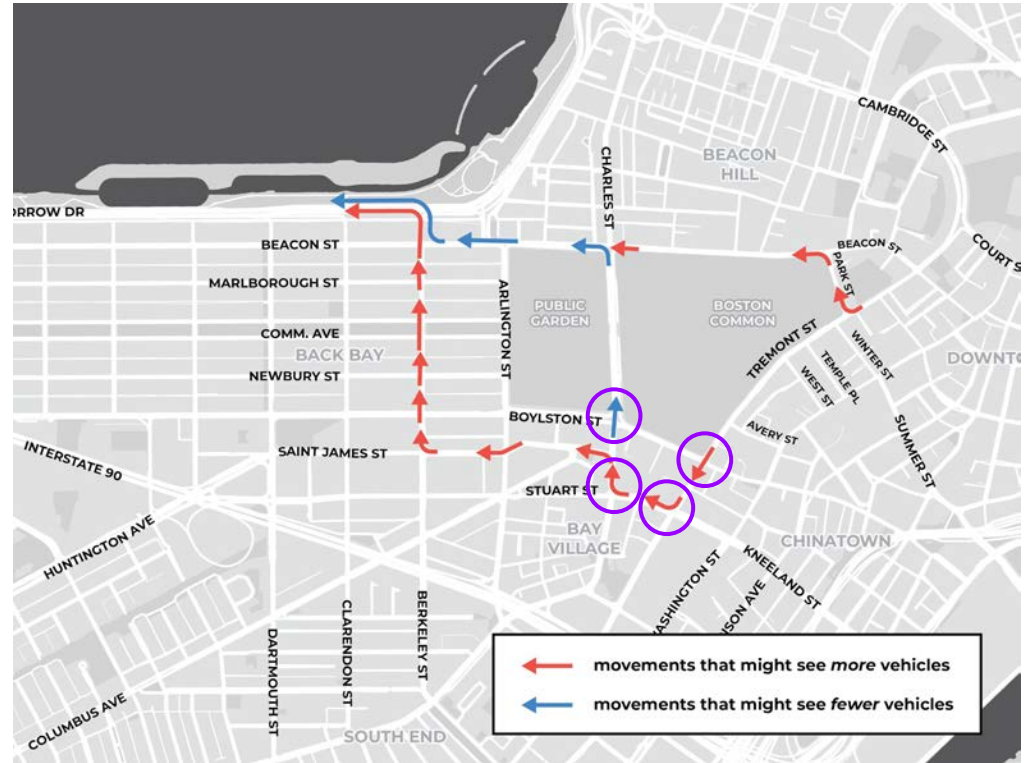 CAMBRIDGE ST
BEACON
HILL
CHARLES ST
ORROW DR
BEACON ST
BEACON ST
COURT S
PARK ST
MARLBOROUGH ST
ARLINGTON ST
PUBLIC
GARDEN
BOSTON
COMMON
TREMONT ST
COMM. AVE
BACK BAY
WINTER ST
DOWNTO
TEMPLE PL
WEST ST
NEWBURY ST
BOYLSTON ST
AVERY ST
SUMMER ST
INTERSTATE 90
SAINT JAMES ST
STUART ST
BAY
VILLAGE
CHINATOWN
HUNTINGTON AVE
KNEELAND ST
ASHINGTON ST
ISON AVE
BERKELEY ST
CLARENDON ST
DARTMOUTH ST
COLUMBUS AVE
SOUTH END
movements that might see more vehicles
movements that might see fewer vehicles